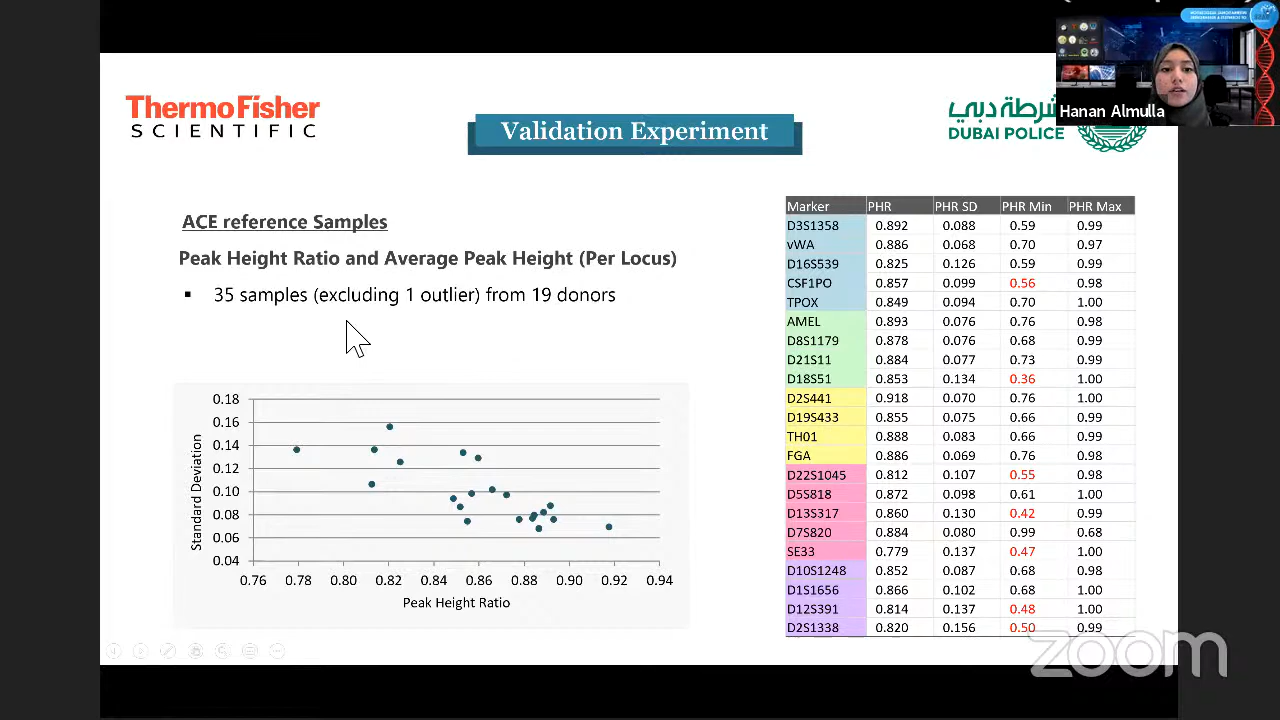 ThermoFisher
SCIENTIFIC
Validation Experiment
شرطة دبي
DUBAI POLICE
Hanan Almulla
ACE reference Samples
Peak Height Ratio and Average Peak Height (Per Locus)
▪ 35 samples (excluding 1 outlier) from 19 donors
Standard Deviation
0.18
0.16
0.14
0.12
0.10
0.08
0.06
0.04
0.76 0.78 0.80 0.82 0.84 0.86 0.88 0.90 0.92 0.94
Peak Height Ratio
Marker PHR PHR SD PHR Min PHR Max
D3S1358 0.892 0.088 0.59 0.99
vWA 0.886 0.068 0.70 0.97
D16S539 0.825 0.126 0.59 0.99
CSF1PO 0.857 0.099 0.56 0.98
TPOX 0.849 0.094 0.70 1.00
AMEL 0.893 0.076 0.76 0.98
D8S1179 0.878 0.076 0.68 0.99
D21S11 0.884 0.077 0.73 0.99
D18S51 0.853 0.134 0.36 1.00
D2S441 0.918 0.070 0.76 1.00
D19S433 0.855 0.075 0.66 0.99
TH01 0.888 0.083 0.66 0.99
FGA 0.886 0.069 0.76 0.98
D22S1045 0.812 0.107 0.55 0.98
D5S818 0.872 0.098 0.61 1.00
D13S317 0.860 0.130 0.42 0.99
D7S820 0.884 0.080 0.99 0.68
SE33 0.779 0.137 0.47 1.00
D10S1248 0.852 0.087 0.68 0.98
D1S1656 0.866 0.102 0.68 1.00
D12S391 0.814 0.137 0.48 1.00
D2S1338 0.820 0.156 0.50 0.99
zoom